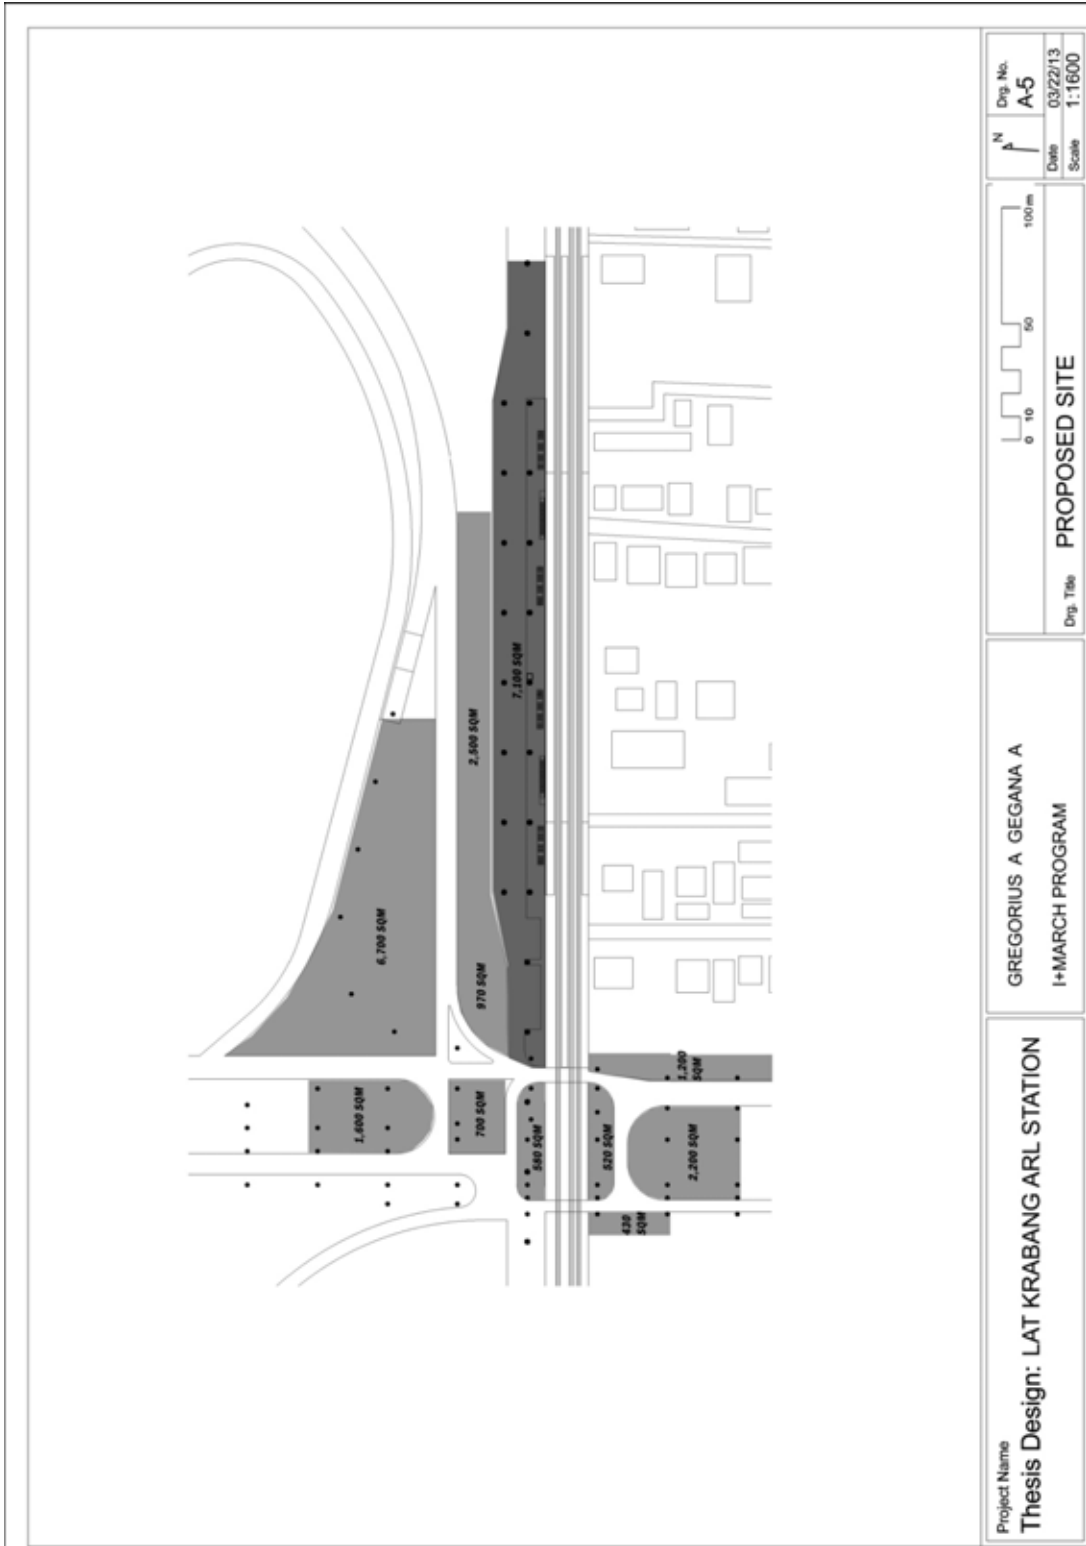 6,700 SQM
2,500 SQM
7,100 SQM
970 SQM
1,600 SQM
700 SQM
580 SQM
520 SQM
1,200
SQM
2,200 SQM
430
SQM
Project Name
Thesis Design: LAT KRABANG ARL STATION
GREGORIUS A GEGANA A
I+MARCH PROGRAM
0 10 50 100m
Drg. Title PROPOSED SITE
N
Drg. No.
A-5
Date 03/22/13
Scale 1:1600